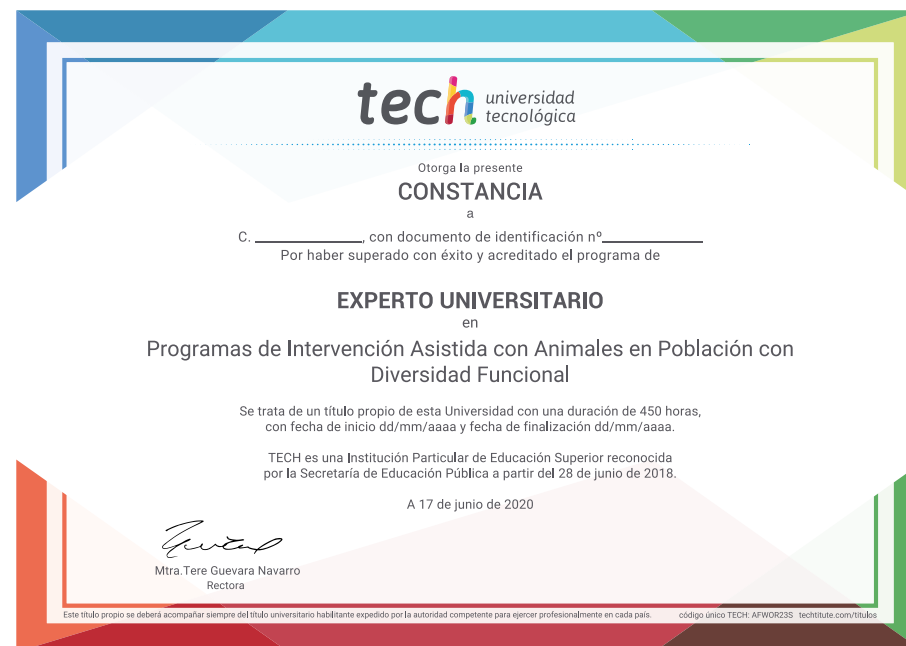 tech universidad
tecnológica
Otorga la presente
CONSTANCIA
a
C. ____________, con documento de identificación nº____________
Por haber superado con éxito y acreditado el programa de
EXPERTO UNIVERSITARIO
en
Programas de Intervención Asistida con Animales en Población con
Diversidad Funcional
Se trata de un título propio de esta Universidad con una duración de 450 horas,
con fecha de inicio dd/mm/aaaa y fecha de finalización dd/mm/aaaa.
TECH es una Institución Particular de Educación Superior reconocida
por la Secretaría de Educación Pública a partir del 28 de junio de 2018.
A 17 de junio de 2020
Mtra.Tere Guevara Navarro
Rectora
Este título propio se deberá acompañar siempre del título universitario habilitante expedido por la autoridad competente para ejercer profesionalmente en cada país. código único TECH: AFWOR23S techtitute.com/titulos